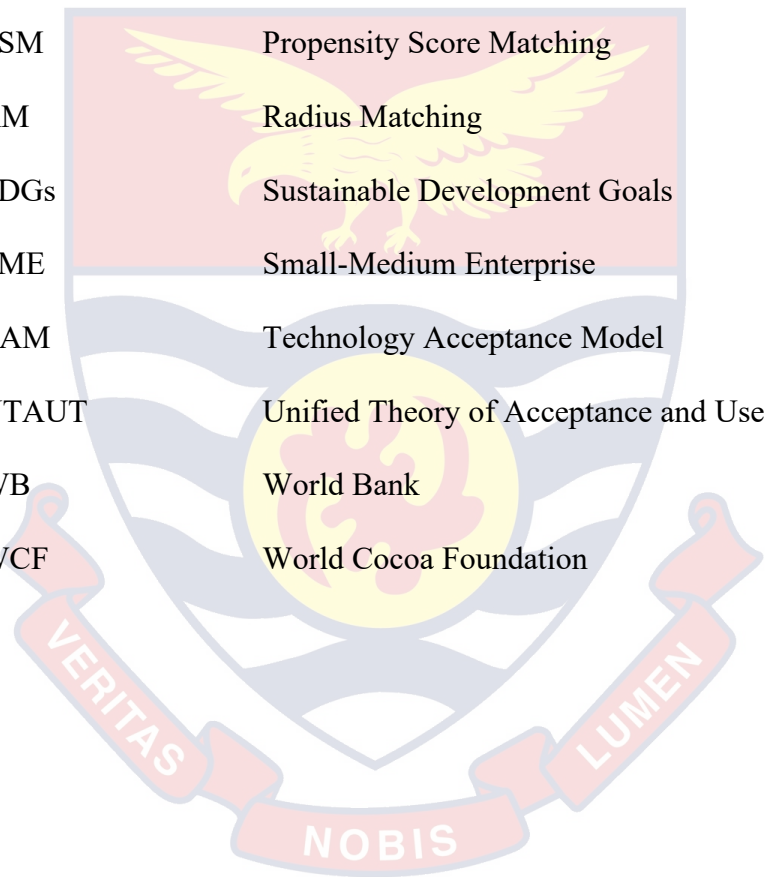 SM Propensity Score Matching
M Radius Matching
DGs Sustainable Development Goals
ME Small-Medium Enterprise
AM Technology Acceptance Model
TAUT Unified Theory of Acceptance and Use
B World Bank
CF World Cocoa Foundation
VERITAS
NOBIS
LUMEN